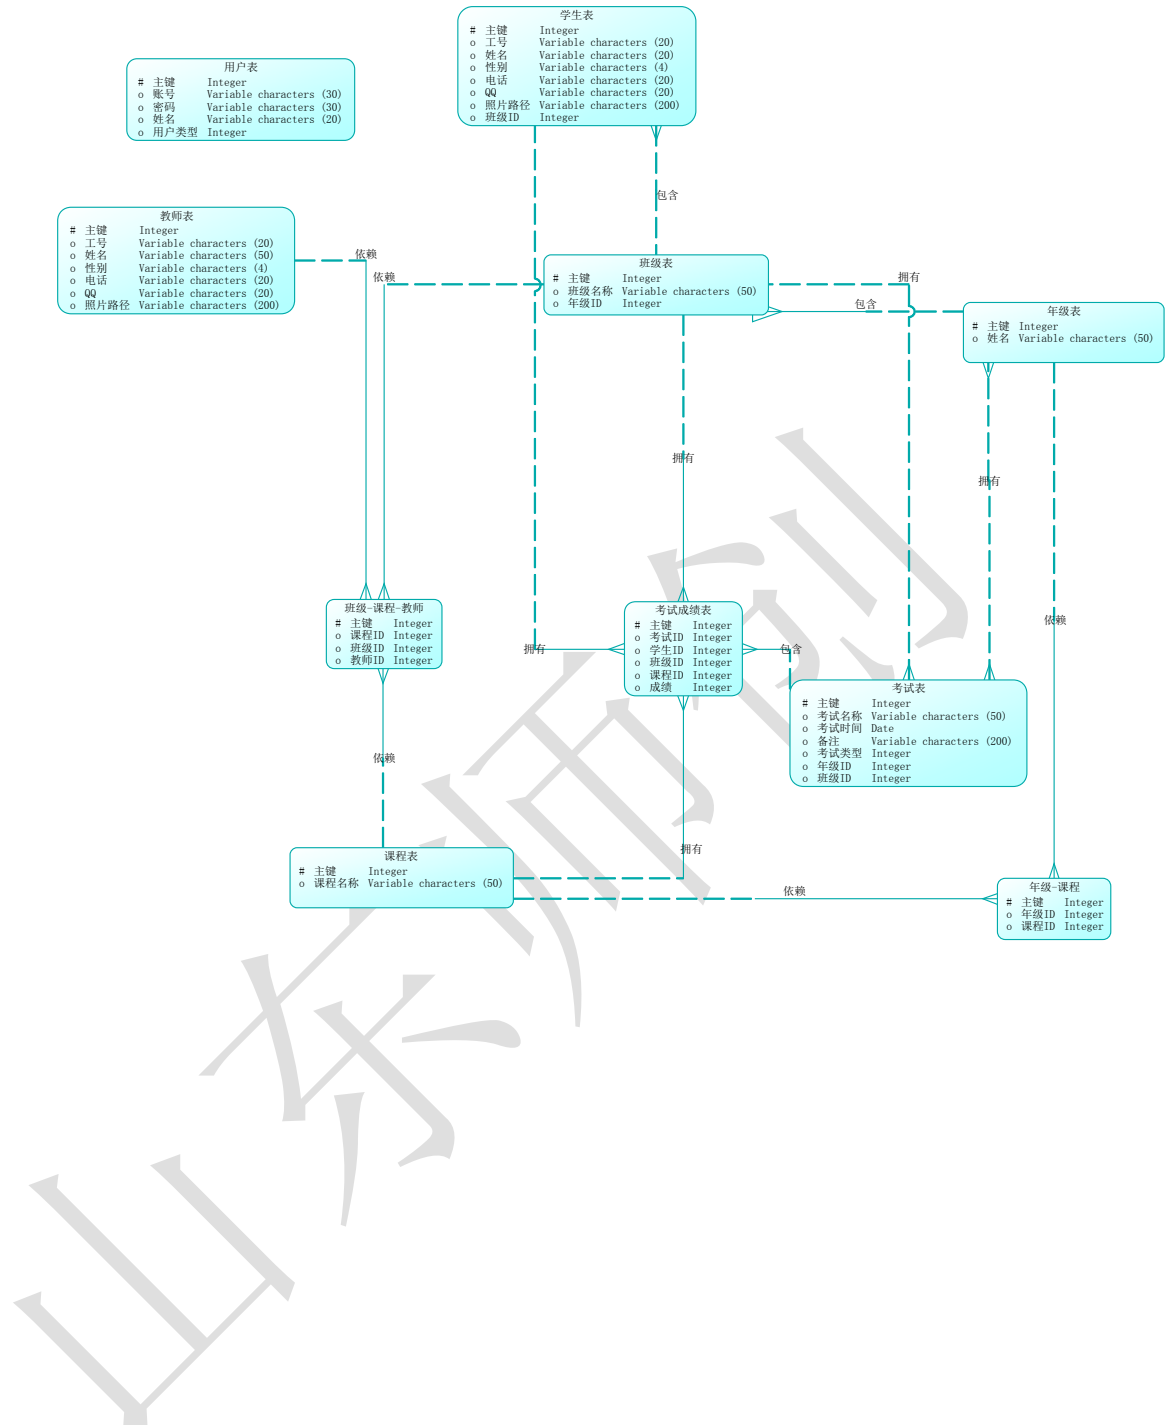 学生表
# 主键 Integer
o 工号 Variable characters (20)
o 姓名 Variable characters (20)
o 性别 Variable characters (4)
o 电话 Variable characters (20)
o QQ Variable characters (20)
o 照片路径 Variable characters (200)
o 班级ID Integer
用户表
# 主键 Integer
o 账号 Variable characters (30)
o 密码 Variable characters (30)
o 姓名 Variable characters (20)
o 用户类型 Integer
包含
教师表
# 主键 Integer
o 工号 Variable characters (20)
o 姓名 Variable characters (50)
o 性别 Variable characters (4)
o 电话 Variable characters (20)
o QQ Variable characters (20)
o 照片路径 Variable characters (200)
依赖
依赖
班级表
# 主键 Integer
o 班级名称 Variable characters (50)
o 年级ID Integer
拥有
包含
年级表
# 主键 Integer
o 姓名 Variable characters (50)
拥有
拥有
班级-课程-教师
# 主键 Integer
o 课程ID Integer
o 班级ID Integer
o 教师ID Integer
拥有
考试成绩表
# 主键 Integer
o 考试ID Integer
o 学生ID Integer
o 班级ID Integer
o 课程ID Integer
o 成绩 Integer
包含
依赖
考试表
# 主键 Integer
o 考试名称 Variable characters (50)
o 考试时间 Date
o 备注 Variable characters (200)
o 考试类型 Integer
o 年级ID Integer
o 班级ID Integer
依赖
课程表
# 主键 Integer
o 课程名称 Variable characters (50)
拥有
依赖
年级-课程
# 主键 Integer
o 年级ID Integer
o 课程ID Integer
山东师创